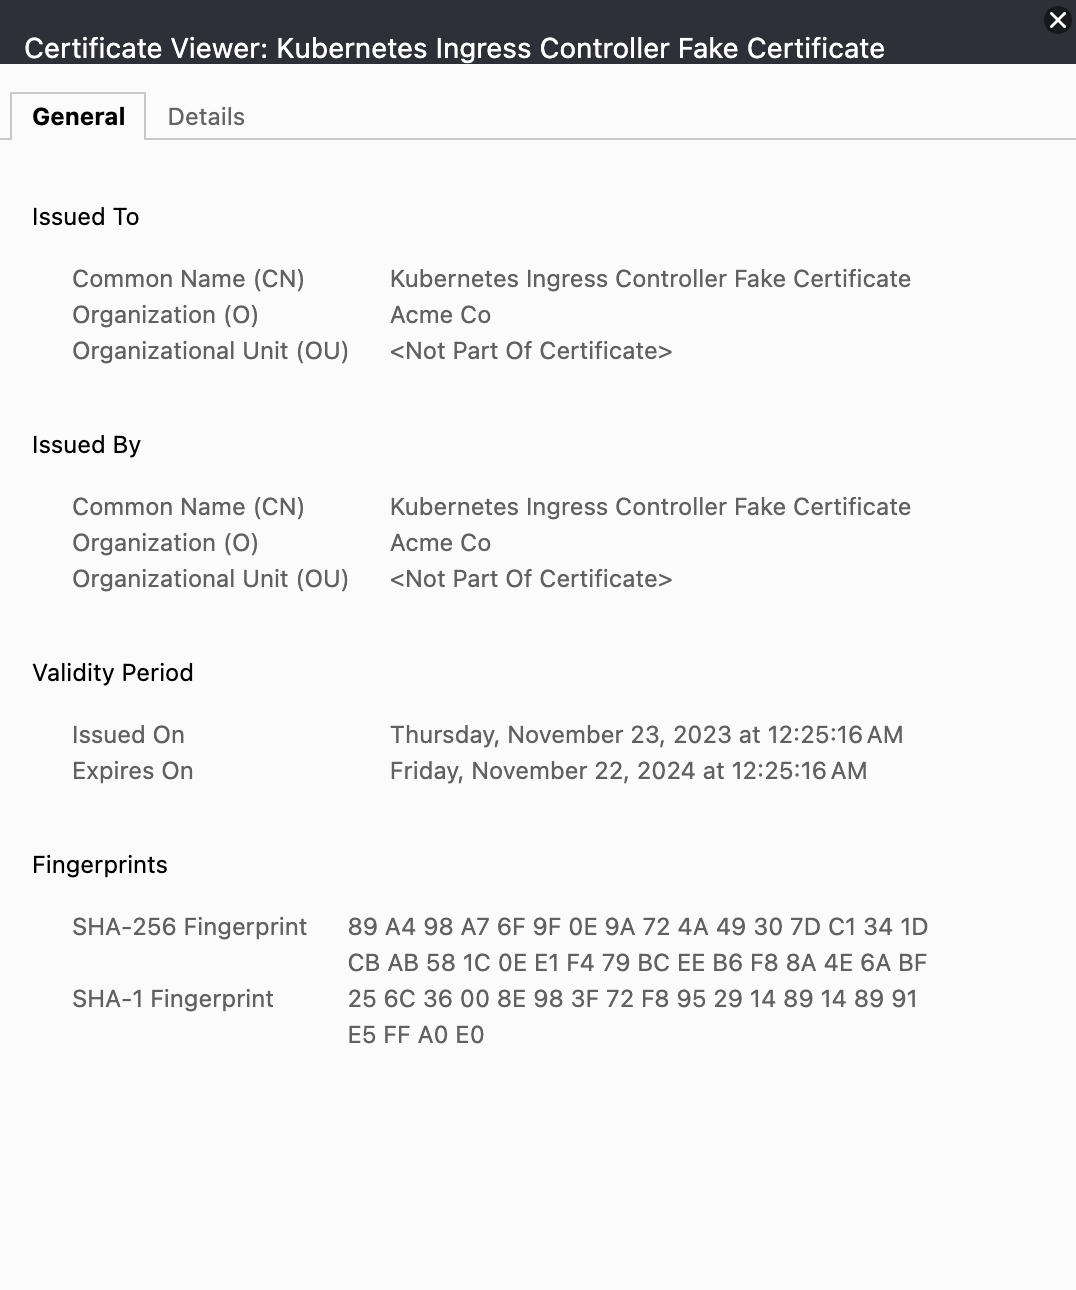 Certificate Viewer: Kubernetes Ingress Controller Fake Certificate
General Details
Issued To
Common Name (CN) Kubernetes Ingress Controller Fake Certificate
Organization (O) Acme Co
Organizational Unit (OU) <Not Part Of Certificate>
Issued By
Common Name (CN) Kubernetes Ingress Controller Fake Certificate
Organization (O) Acme Co
Organizational Unit (OU) <Not Part Of Certificate>
Validity Period
Issued On Thursday, November 23, 2023 at 12:25:16 AM
Expires On Friday, November 22, 2024 at 12:25:16 AM
Fingerprints
SHA-256 Fingerprint 89 A4 98 A7 6F 9F 0E 9A 72 4A 49 30 7D C1 34 1D
CB AB 58 1C 0E E1 F4 79 BC EE B6 F8 8A 4E 6A BF
SHA-1 Fingerprint 25 6C 36 00 8E 98 3F 72 F8 95 29 14 89 14 89 91
E5 FF A0 E0